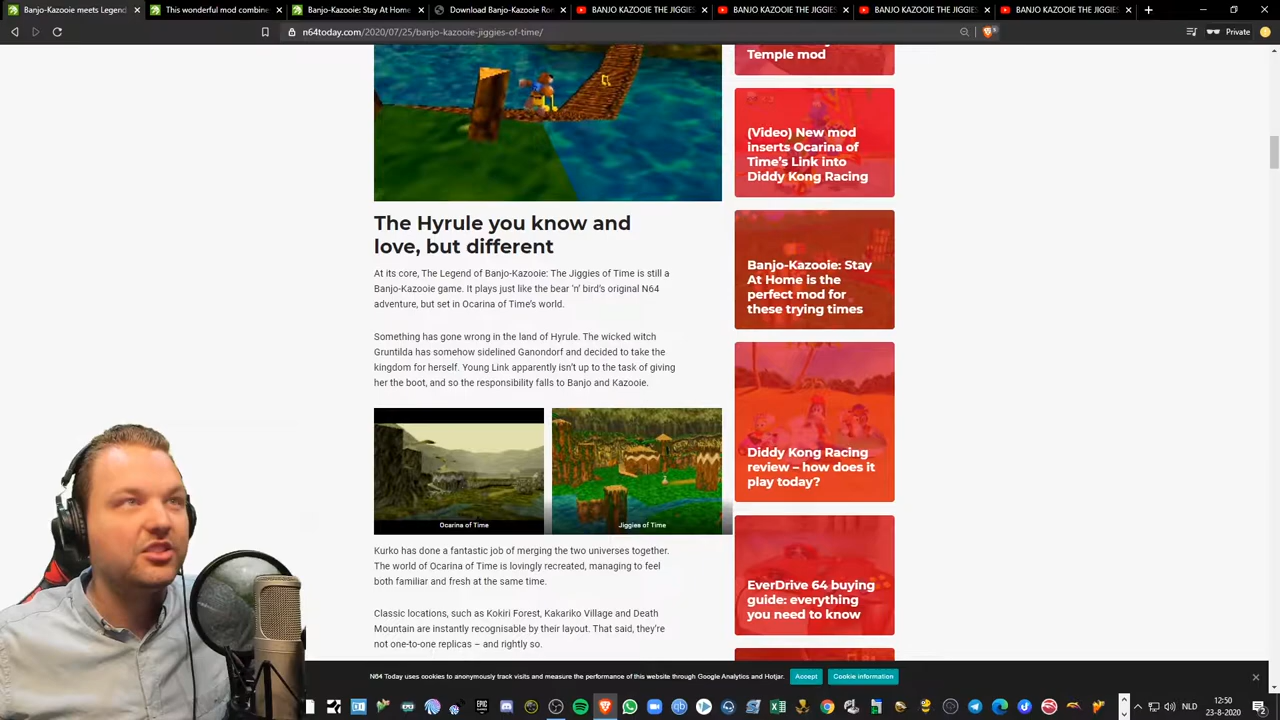 Banjo-Kazooie meets Legend
This wonderful mod combine
Banjo-Kazooie: Stay At Home
Download Banjo-Kazooie Ro
BANJO KAZOOIE THE JIGGIES
BANJO KAZOOIE THE JIGGIES
BANJO KAZOOIE THE JIGGIES
BANJO KAZOOIE THE JIGGIES
n64today.com/2020/07/25/banjo-kazooie-jiggies-of-time/
Private
Temple mod
(Video) New mod
inserts Ocarina of
Time's Link into
Diddy Kong Racing
The Hyrule you know and
love, but different
At its core, The Legend of Banjo-Kazooie: The Jiggies of Time is still a
Banjo-Kazooie game. It plays just like the bear 'n' bird's original N64
adventure, but set in Ocarina of Time's world.
Something has gone wrong in the land of Hyrule. The wicked witch
Gruntilda has somehow sidelined Ganondorf and decided to take the
kingdom for herself. Young Link apparently isn't up to the task of giving
her the boot, and so the responsibility falls to Banjo and Kazooie.
Ocarina of Time
Jiggies of Time
Kurko has done a fantastic job of merging the two universes together.
The world of Ocarina of Time is lovingly recreated, managing to feel
both familiar and fresh at the same time.
Classic locations, such as Kokiri Forest, Kakariko Village and Death
Mountain are instantly recognisable by their layout. That said, they're
not one-to-one replicas – and rightly so.
Banjo-Kazooie: Stay
At Home is the
perfect mod for
these trying times
Diddy Kong Racing
review – how does it
play today?
EverDrive 64 buying
guide: everything
you need to know
N64 Today uses cookies to anonymously track visits and measure the performance of this website through Google Analytics and Hotjar.
Accept
Cookie information
NLD
12:50
23-8-2020